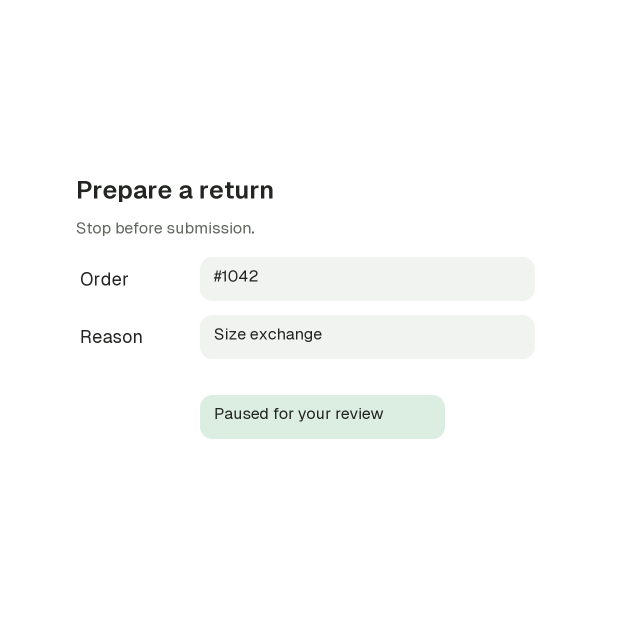 Prepare a return
Stop before submission.
Order
#1042
Reason
Size exchange
Paused for your review